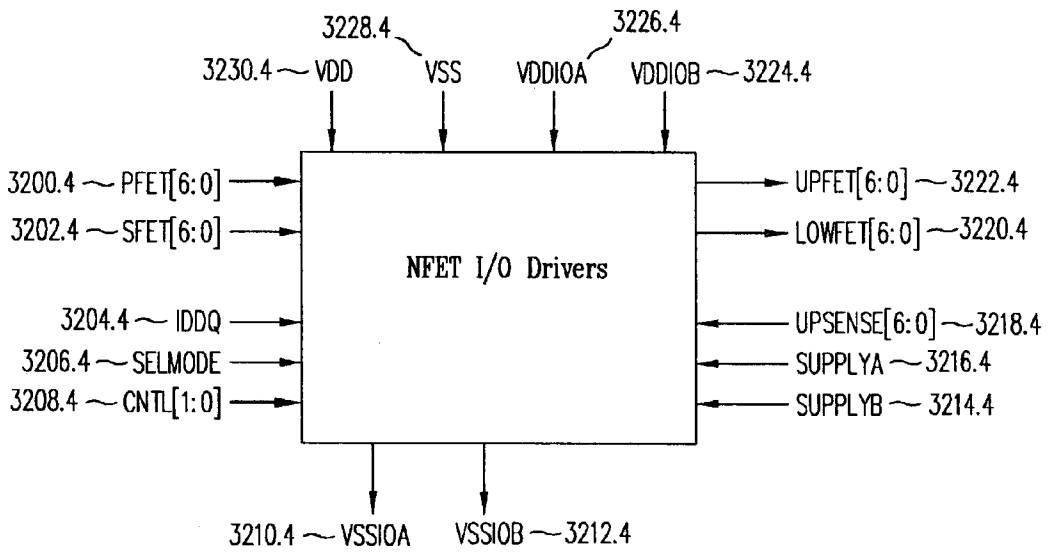 3228.4
3226.4
3230.4 ~ VDD VSS VDDIOA VDDIOB ~ 3224.4
3200.4 ~ PFET[6:0]
UPFET[6:0] ~ 3222.4
3202.4 ~ SFET[6:0]
LOWFET[6:0] ~ 3220.4
NFET I/O Drivers
3204.4 ~ IDDQ
UPSENSE[6:0] ~ 3218.4
3206.4 ~ SELMODE
SUPPLYA ~ 3216.4
3208.4 ~ CNTL[1:0]
SUPPLYB ~ 3214.4
3210.4 ~ VSSIOA VSSIOB ~ 3212.4